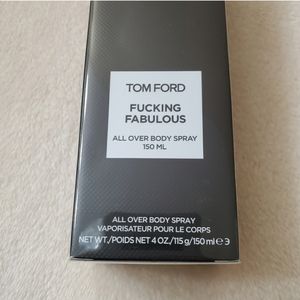 TOM FORD
FUCKING
FABULOUS
ALL OVER BODY SPRAY
150 ML
ALL OVER BODY SPRAY
VAPORISATEUR POUR LE CORPS
NET WT./POIDS NET 4 OZ./115 g/150 ml e 3